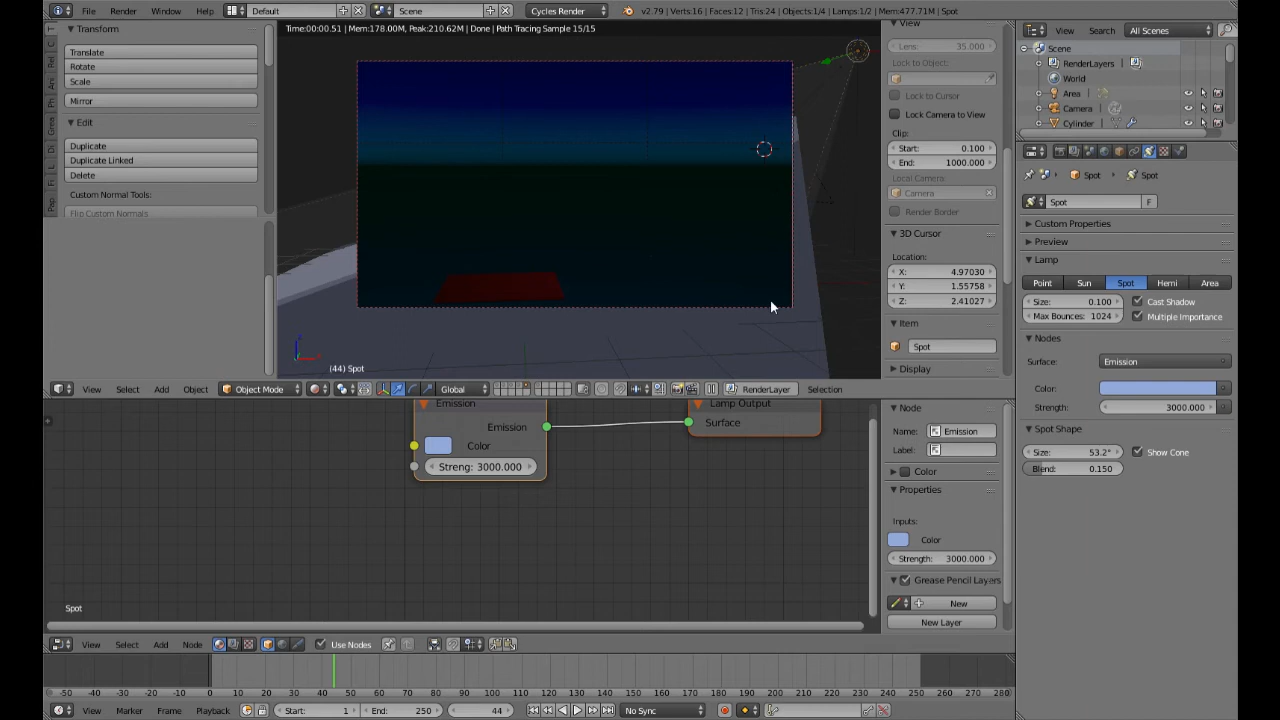 File Render Window Help Default Scene Cycles Render v2.79 | Verts:16 | Faces:12 | Tris:24 | Objects:1/4 | Lamps 1/2 | Mem:477.71M | Spot
Transform
Translate
Rotate
Scale
Mirror
Edit
Duplicate
Duplicate Linked
Delete
Custom Normal Tools:
Flip Custom Normals
Time:00:00.51 | Mem:178.00M, Peak:210.62M | Done | Path Tracing Sample 15/15
(44) Spot
View
Lens: 35.000
Lock to Object:
Lock to Cursor
Lock Camera to View
Clip:
Start: 0.100
End: 1000.000
Local Camera:
Camera
Render Border
3D Cursor
Location:
X: 4.97030
Y: 1.55758
Z: 2.41027
Item
Spot
Display
View Select Add Object Object Mode Global RenderLayer Selection
Emission
Emission
Color
Streng: 3000.000
Lamp Output
Surface
Spot
Node
Name: Emission
Label:
Color
Properties
Inputs:
Color
Strength: 3000.000
Grease Pencil Layers
New
New Layer
View Select Add Node Use Nodes
-50 -40 -30 -20 -10 0 10 20 30 40 50 60 70 80 90 100 110 120 130 140 150 160 170 180 190 200 210 220 230 240 250 260 270 280
View Marker Frame Playback Start: 1 End: 250 44 No Sync
View Search All Scenes
Scene
RenderLayers
World
Area
Camera
Cylinder
Spot Spot
Spot F
Custom Properties
Preview
Lamp
Point Sun Spot Hemi Area
Size: 0.100 Cast Shadow
Max Bounces: 1024 Multiple Importance
Nodes
Surface: Emission
Color:
Strength: 3000.000
Spot Shape
Size: 53.2° Show Cone
Blend: 0.150